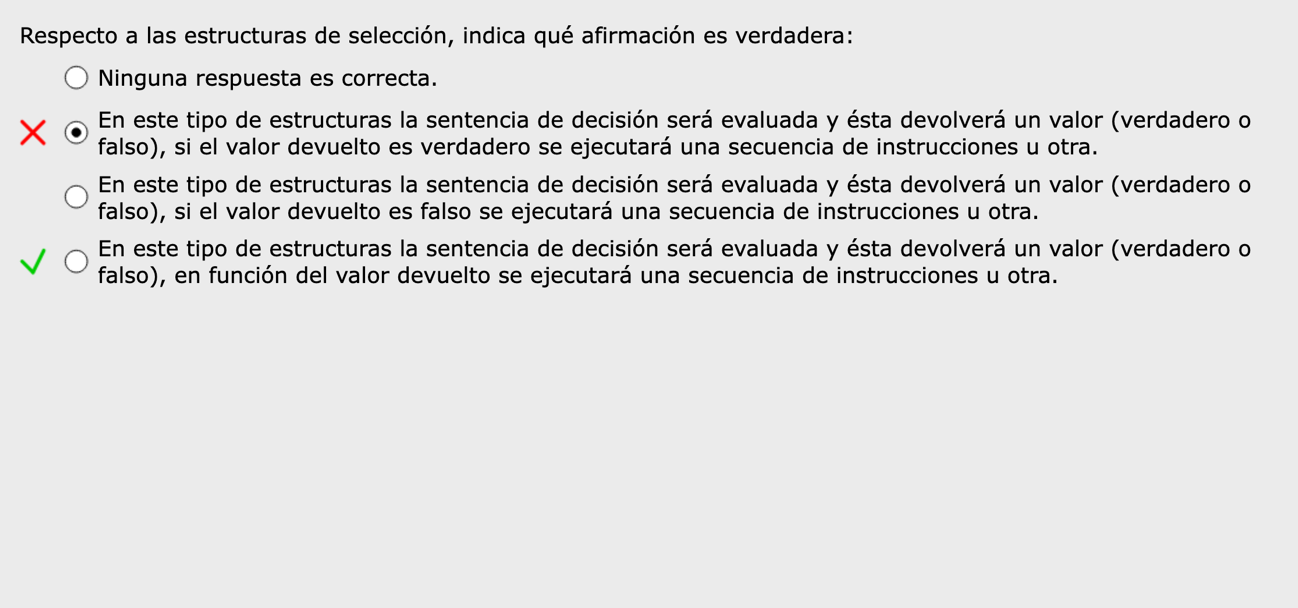 Respecto a las estructuras de selección, indica qué afirmación es verdadera:
Ninguna respuesta es correcta.
En este tipo de estructuras la sentencia de decisión será evaluada y ésta devolverá un valor (verdadero o
falso), si el valor devuelto es verdadero se ejecutará una secuencia de instrucciones u otra.
En este tipo de estructuras la sentencia de decisión será evaluada y ésta devolverá un valor (verdadero o
falso), si el valor devuelto es falso se ejecutará una secuencia de instrucciones u otra.
En este tipo de estructuras la sentencia de decisión será evaluada y ésta devolverá un valor (verdadero o
falso), en función del valor devuelto se ejecutará una secuencia de instrucciones u otra.